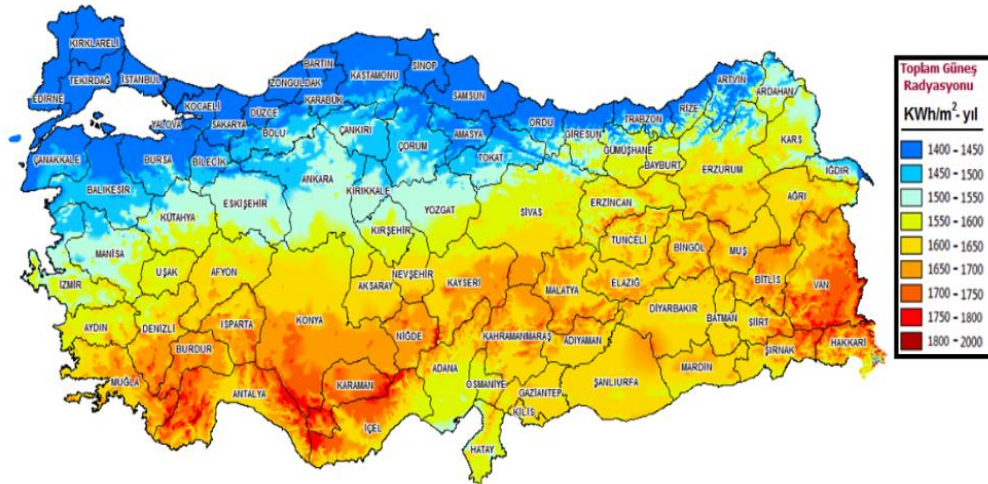 KIRKLARELİ
TEKİRDAĞ
İSTANBUL
EDİRNE
KOCAELİ
YALOVA
SAKARYA
DÜZCE
BOLU
ZONGULDAK
BARTIN
KARABÜK
KASTAMONU
SİNOP
SAMSUN
ORDU
GİRESUN
TRABZON
RİZE
ARTVİN
ARDAHAN
KARS
IĞDIR
ÇANAKKALE
BURSA
BİLECİK
ÇANKIRI
ÇORUM
AMASYA
TOKAT
GÜMÜŞHANE
BAYBURT
ERZURUM
BALIKESİR
KÜTAHYA
ESKİŞEHİR
ANKARA
KIRIKKALE
YOZGAT
SİVAS
ERZİNCAN
AĞRI
MANİSA
İZMİR
UŞAK
AFYON
KIRŞEHİR
NEVŞEHİR
AKSARAY
KAYSERİ
MALATYA
TUNCELİ
ELAZIĞ
BİNGÖL
MUŞ
BİTLİS
VAN
AYDIN
DENİZLİ
ISPARTA
BURDUR
KONYA
NİĞDE
KAHRAMANMARAŞ
ADIYAMAN
DİYARBAKIR
BATMAN
SİİRT
ŞIRNAK
HAKKARİ
MUĞLA
ANTALYA
KARAMAN
İÇEL
ADANA
OSMANİYE
GAZİANTEP
KİLİS
HATAY
ŞANLIURFA
MARDİN
Toplam Güneş
Radyasyonu
KWh/m² yıl
1400 - 1450
1450 - 1500
1500 - 1550
1550 - 1600
1600 - 1650
1650 - 1700
1700 - 1750
1750 - 1800
1800 - 2000